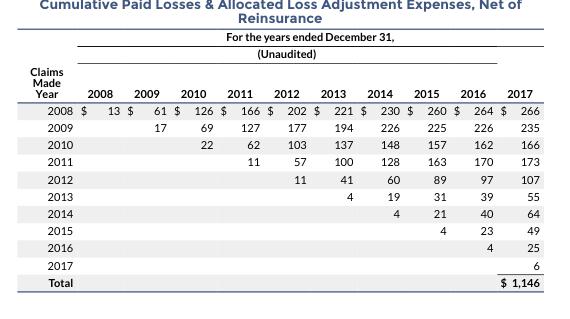 Cumulative Paid Losses & Allocated Loss Adjustment Expenses, Net of
Reinsurance
For the years ended December 31,
(Unaudited)
Claims
Made
Year 2008 2009 2010 2011 2012 2013 2014 2015 2016 2017
2008 $ 13 $ 61 $ 126 $ 166 $ 202 $ 221 $ 230 $ 260 $ 264 $ 266
2009 17 69 127 177 194 226 225 226 235
2010 22 62 103 137 148 157 162 166
2011 11 57 100 128 163 170 173
2012 11 41 60 89 97 107
2013 4 19 31 39 55
2014 4 21 40 64
2015 4 23 49
2016 4 25
2017 6
Total $ 1,146